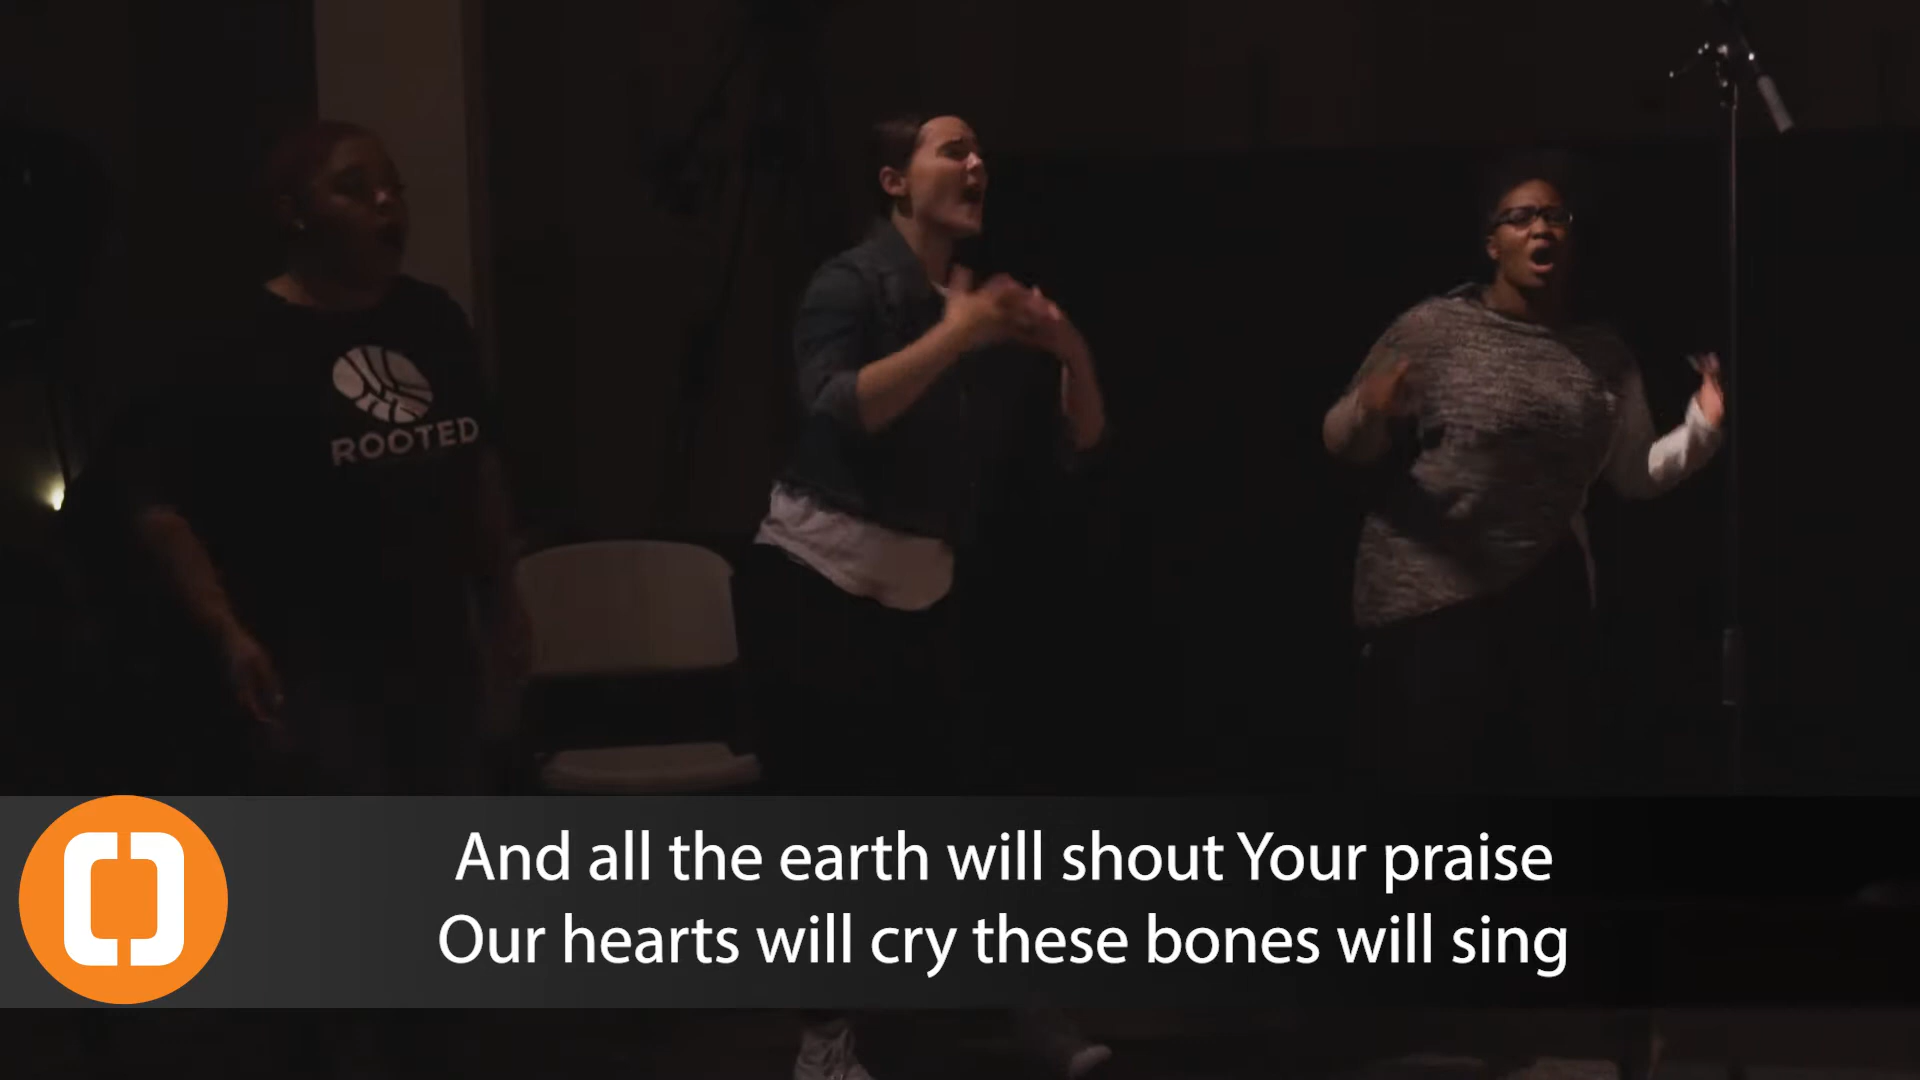 ROOTED
And all the earth will shout Your praise
Our hearts will cry these bones will sing